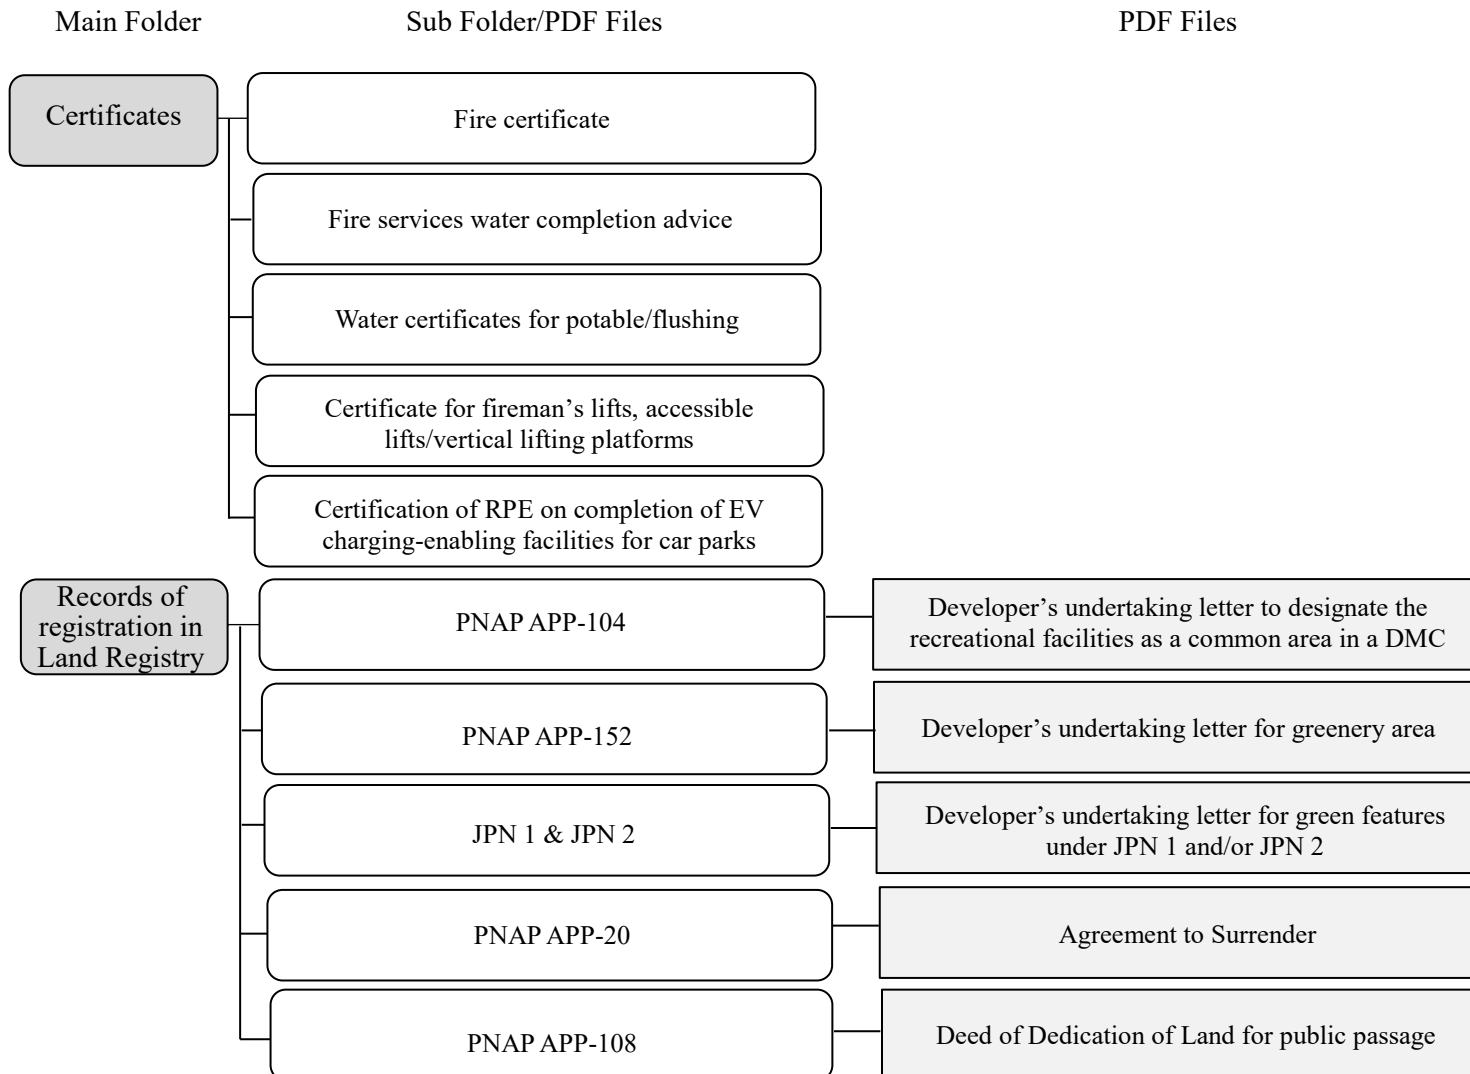 Main Folder
Sub Folder/PDF Files
PDF Files
Certificates
Fire certificate
Fire services water completion advice
Water certificates for potable/flushing
Certificate for fireman’s lifts, accessible
lifts/vertical lifting platforms
Certification of RPE on completion of EV
charging-enabling facilities for car parks
Records of
registration in
Land Registry
PNAP APP-104
Developer’s undertaking letter to designate the
recreational facilities as a common area in a DMC
PNAP APP-152
Developer’s undertaking letter for greenery area
JPN 1 & JPN 2
Developer’s undertaking letter for green features
under JPN 1 and/or JPN 2
PNAP APP-20
Agreement to Surrender
PNAP APP-108
Deed of Dedication of Land for public passage